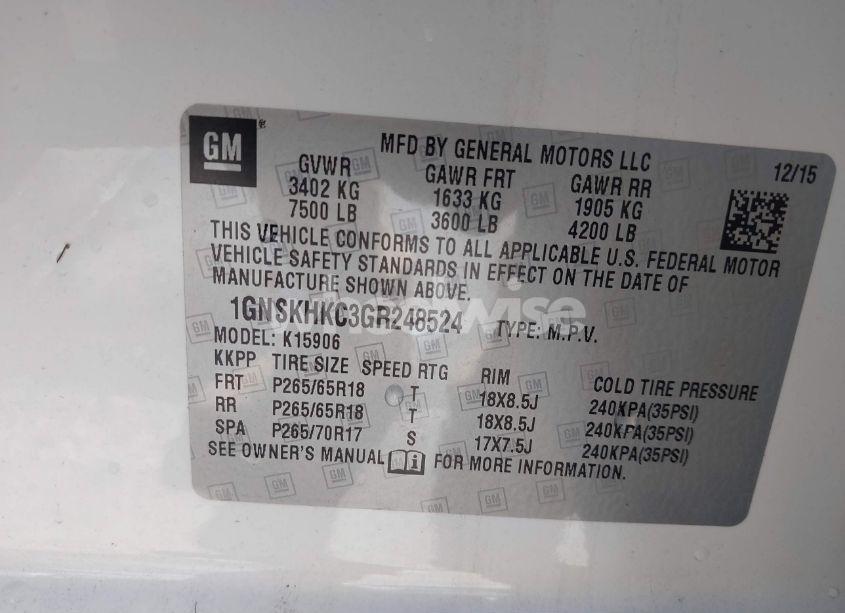 GM
MFD BY GENERAL MOTORS LLC 12/15
GVWR GAWR FRT GAWR RR
3402 KG 1633 KG 1905 KG
7500 LB 3600 LB 4200 LB
THIS VEHICLE CONFORMS TO ALL APPLICABLE U.S. FEDERAL MOTOR
VEHICLE SAFETY STANDARDS IN EFFECT ON THE DATE OF
MANUFACTURE SHOWN ABOVE.
1GNSKHKC3GR248524 TYPE: M.P.V.
MODEL: K15906
KKPP TIRE SIZE SPEED RTG RIM COLD TIRE PRESSURE
FRT P265/65R18 T 18X8.5J 240KPA(35PSI)
RR P265/65R18 T 18X8.5J 240KPA(35PSI)
SPA P265/70R17 S 17X7.5J 240KPA(35PSI)
SEE OWNER'S MANUAL i FOR MORE INFORMATION.